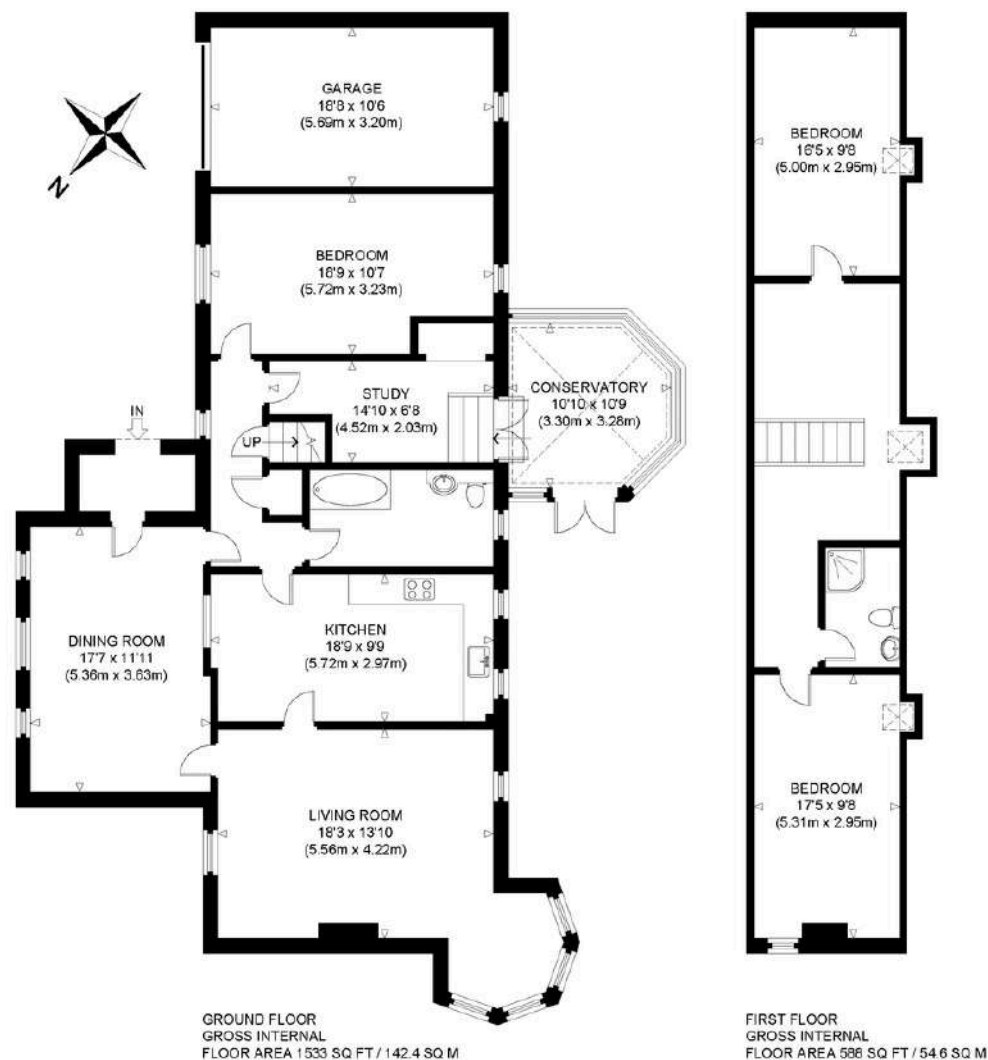 GARAGE
18'8 x 10'6
(5.69m x 3.20m)
N
BEDROOM
18'9 x 10'7
(5.72m x 3.23m)
STUDY
14'10 x 6'8
(4.52m x 2.03m)
CONSERVATORY
10'10 x 10'9
(3.30m x 3.28m)
IN
UP
DINING ROOM
17'7 x 11'11
(5.36m x 3.63m)
KITCHEN
18'9 x 9'9
(5.72m x 2.97m)
LIVING ROOM
18'3 x 13'10
(5.56m x 4.22m)
GROUND FLOOR
GROSS INTERNAL
FLOOR AREA 1533 SQ FT / 142.4 SQ M
BEDROOM
16'5 x 9'8
(5.00m x 2.95m)
BEDROOM
17'5 x 9'8
(5.31m x 2.95m)
FIRST FLOOR
GROSS INTERNAL
FLOOR AREA 588 SQ FT / 54.6 SQ M